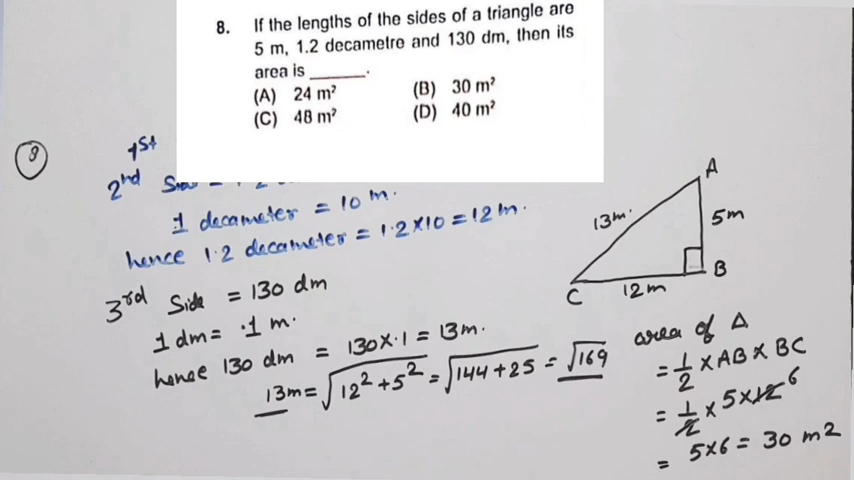 8. If the lengths of the sides of a triangle are
5 m, 1.2 decametre and 130 dm, then its
area is ______.
(A) 24 m² (B) 30 m²
(C) 48 m² (D) 40 m²
1st
2nd
1 decameter = 10 m.
hence 1.2 decameter = 1.2×10 = 12 m.
3rd Side = 130 dm
1 dm = .1 m.
hence 130 dm = 130×.1 = 13 m.
13m = √12² + 5² = √144 + 25 = √169
A
13m.
5m
B
C
12m
area of Δ
= 1/2 × AB × BC
= 1/2 × 5 × 12 6
= 5×6 = 30 m2